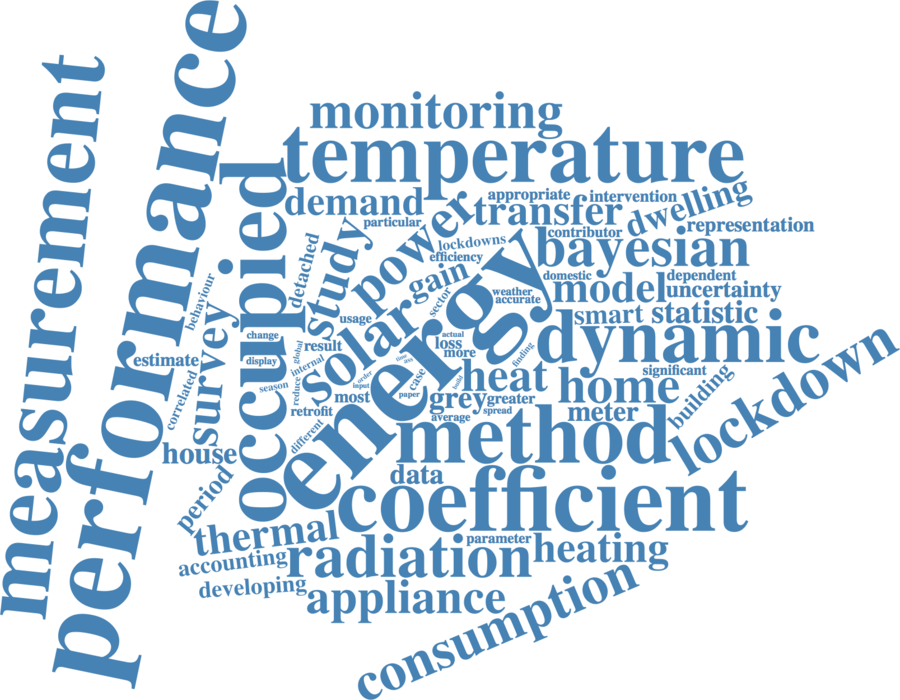 measurement
performance
monitoring
temperature
occupied
demand
particular
power
appropriate
intervention
transfer
dwelling
contributor
representation
lockdowns
efficiency
bayesian
detached
study
gain
energy
domestic
dependent
weather
accurate
model
uncertainty
behaviour
survey
usage
solar
sector
smart
statistic
change
result
actual
loss
more
dynamic
lockdown
estimate
display
global
internal
finding
season
reduce
order
input
case
paper
heat
significant
correlated
retrofit
most
grey
greater
home
building
average
spread
meter
different
method
house
period
data
coefficient
thermal
parameter
accounting
radiation
heating
developing
appliance
consumption